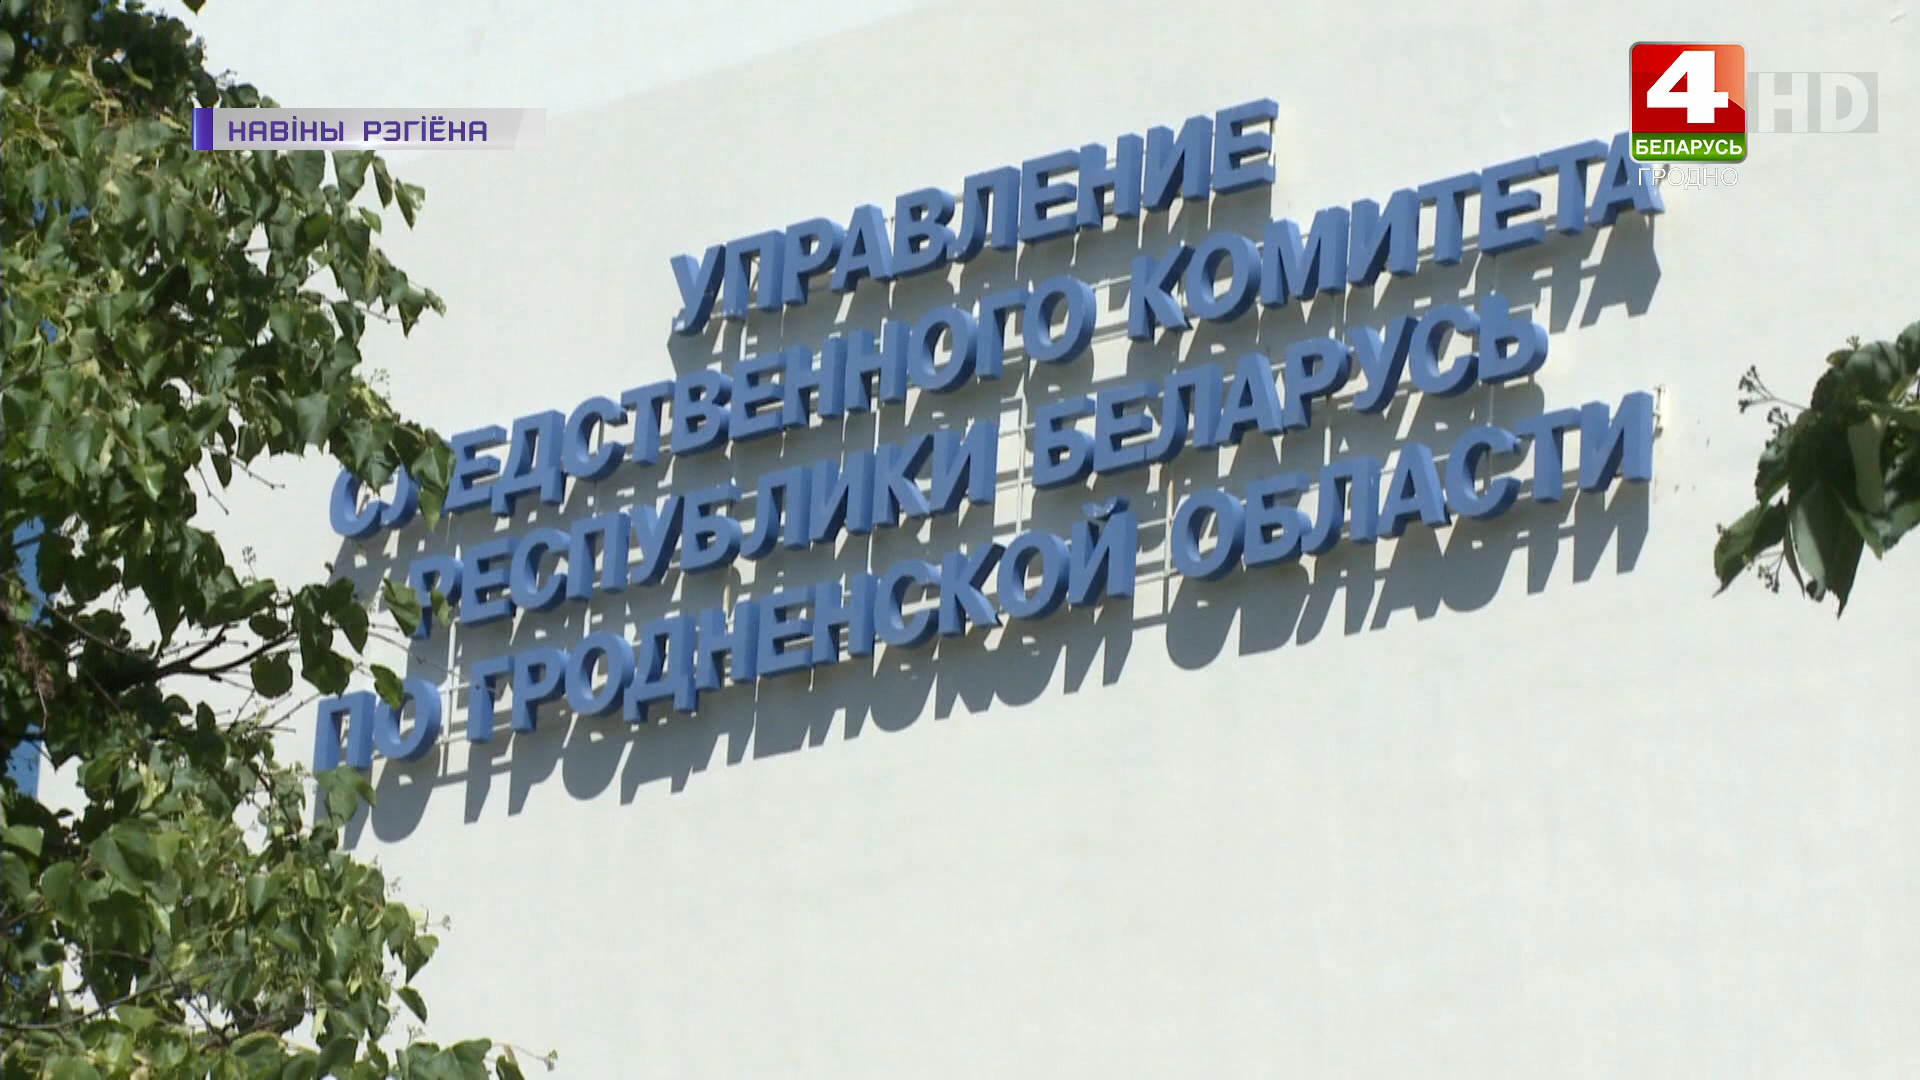 НАВІНЫ РЭГІЁНА
4 HD
БЕЛАРУСЬ
ГРОДНО
УПРАВЛЕНИЕ
СЛЕДСТВЕННОГО КОМИТЕТА
РЕСПУБЛИКИ БЕЛАРУСЬ
ПО ГРОДНЕНСКОЙ ОБЛАСТИ